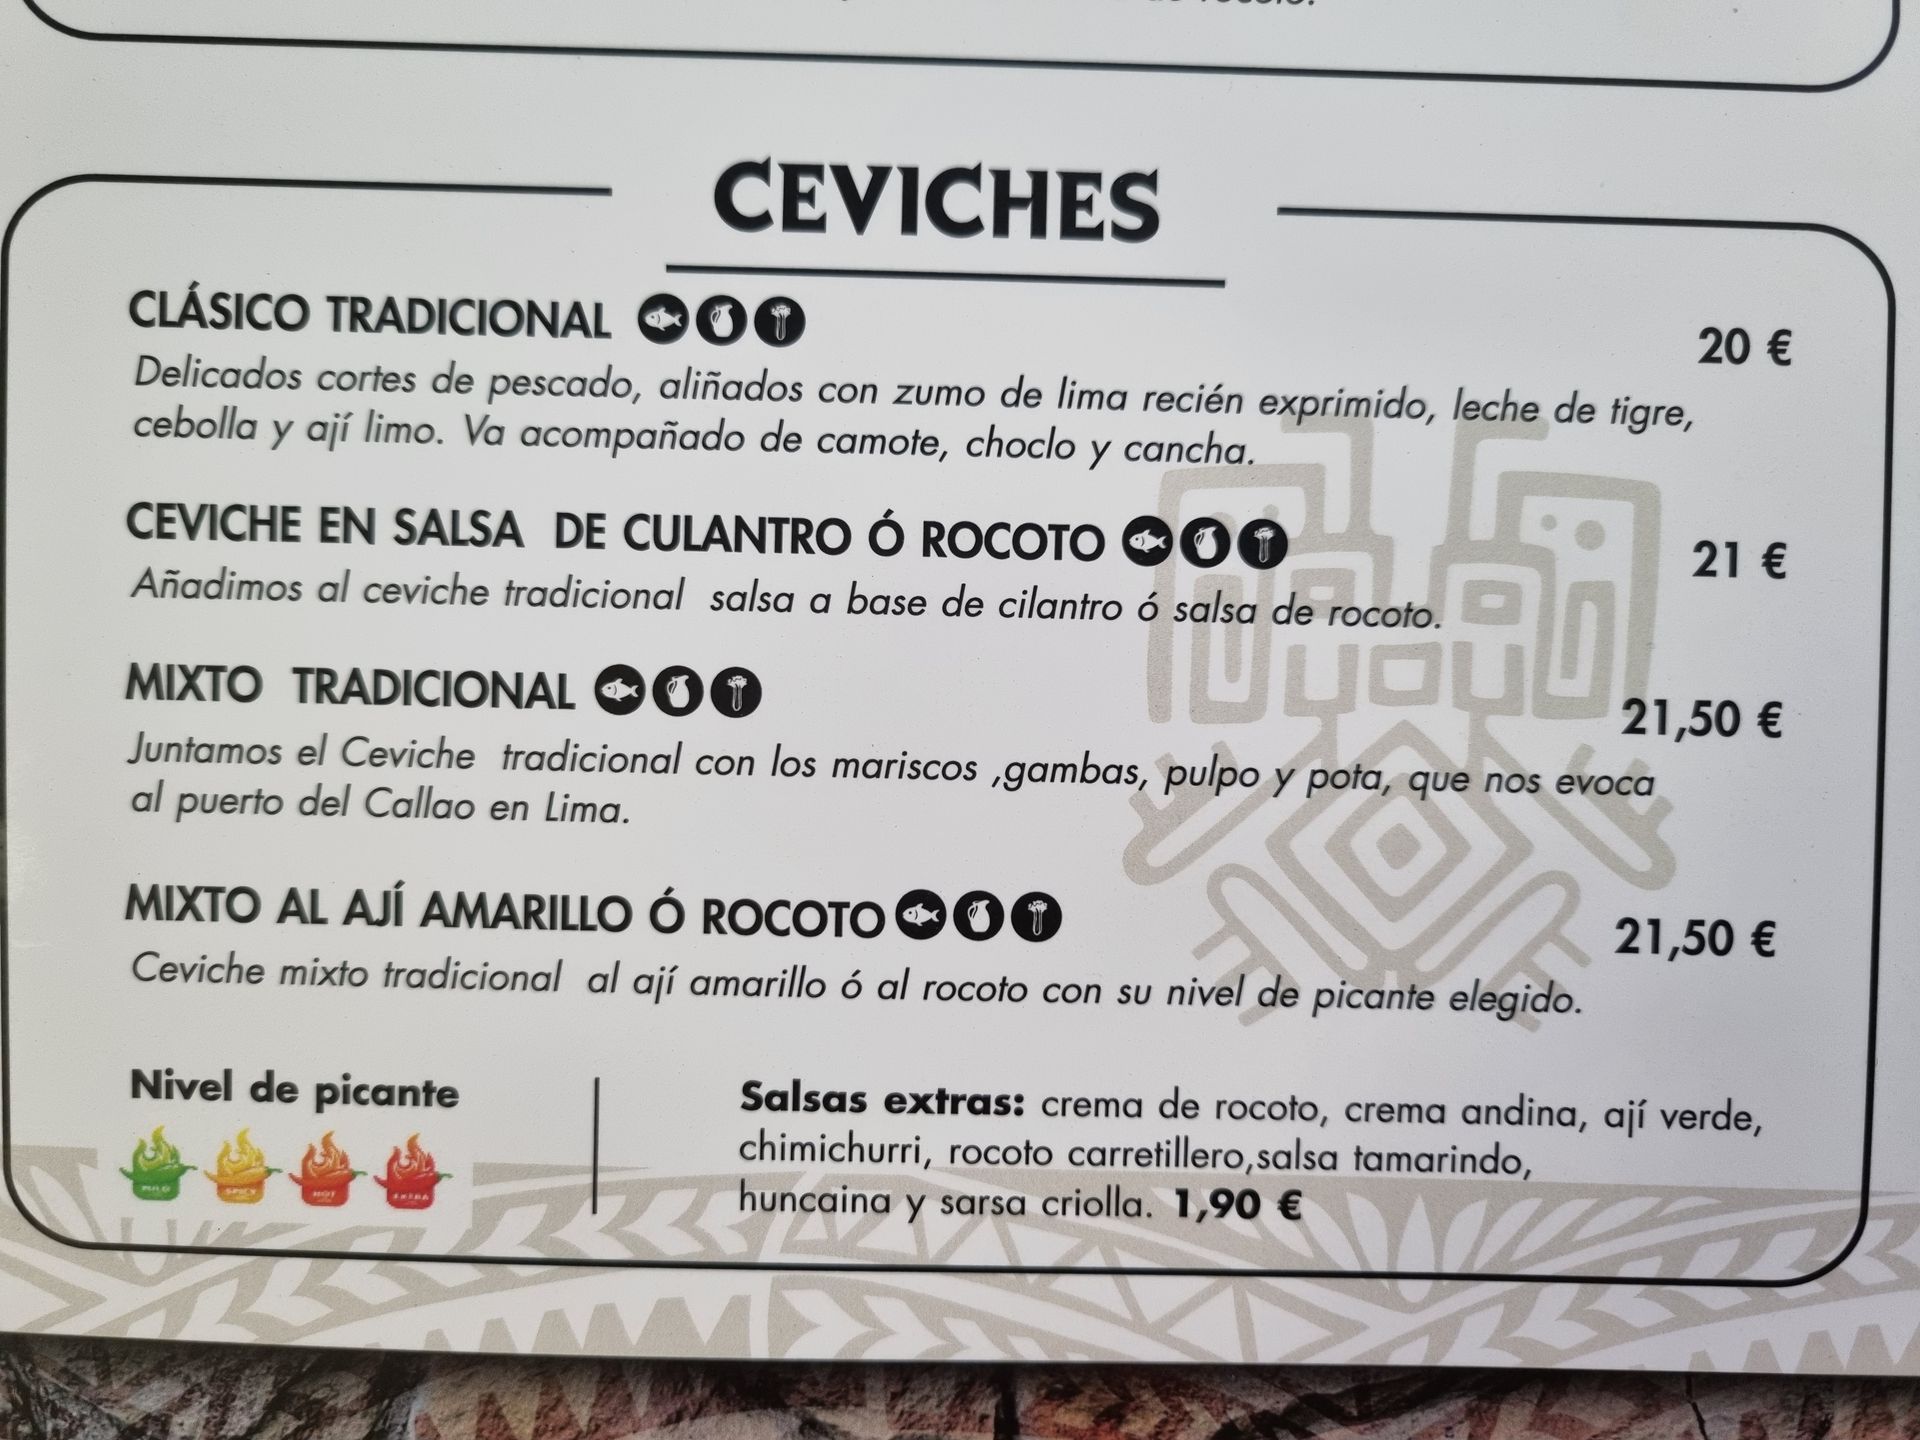 CEVICHES
CLÁSICO TRADICIONAL
20 €
Delicados cortes de pescado, aliñados con zumo de lima recién exprimido, leche de tigre,
cebolla y ají limo. Va acompañado de camote, choclo y cancha.
CEVICHE EN SALSA DE CULANTRO Ó ROCOTO
21 €
Añadimos al ceviche tradicional salsa a base de cilantro ó salsa de rocoto.
MIXTO TRADICIONAL
21,50 €
Juntamos el Ceviche tradicional con los mariscos ,gambas, pulpo y pota, que nos evoca
al puerto del Callao en Lima.
MIXTO AL AJÍ AMARILLO Ó ROCOTO
21,50 €
Ceviche mixto tradicional al ají amarillo ó al rocoto con su nivel de picante elegido.
Nivel de picante
SPICY HOT EXTRA
Salsas extras: crema de rocoto, crema andina, ají verde,
chimichurri, rocoto carretillero,salsa tamarindo,
huncaina y sarsa criolla. 1,90 €